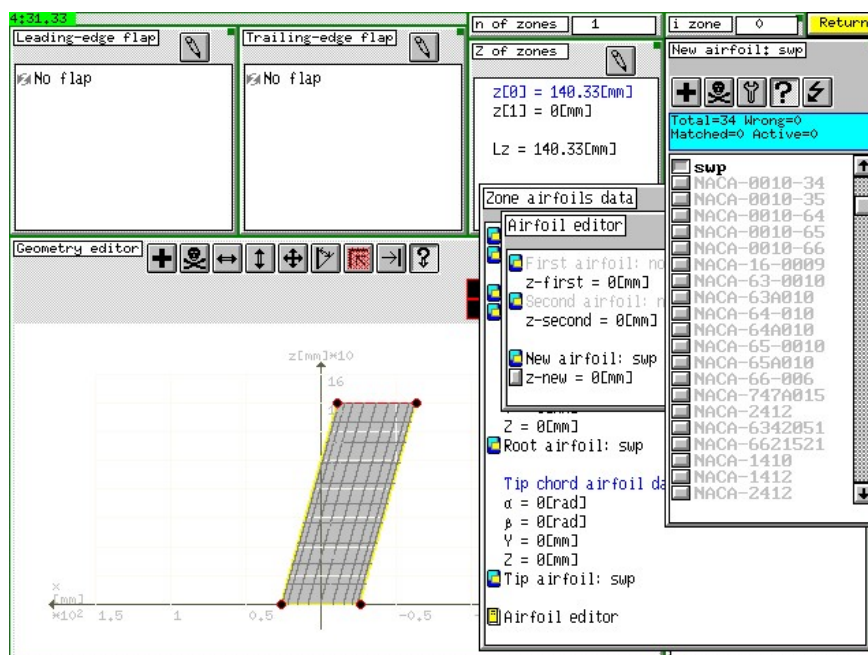 4:31.33
n of zones
1
i zone
0
Return
Leading-edge flap
No flap
Trailing-edge flap
No flap
Z of zones
z[0] = 140.33[mm]
z[1] = 0[mm]
Lz = 140.33[mm]
New airfoil: swp
Total=34 Wrong=0
Matched=0 Active=0
swp
NACA-0010-34
NACA-0010-35
NACA-0010-64
NACA-0010-65
NACA-0010-66
NACA-16-0009
NACA-63-0010
NACA-63A010
NACA-64-010
NACA-64A010
NACA-65-0010
NACA-65A010
NACA-66-006
NACA-747A015
NACA-2412
NACA-6342051
NACA-6621521
NACA-1410
NACA-1412
NACA-2412
Zone airfoils data
Airfoil editor
First airfoil:
z-first = 0[mm]
Second airfoil:
z-second = 0[mm]
New airfoil: swp
z-new = 0[mm]
Z = 0[mm]
Root airfoil: swp
Tip chord airfoil
α = 0[rad]
β = 0[rad]
Y = 0[mm]
Z = 0[mm]
Tip airfoil: swp
Airfoil editor
Geometry editor
z[mm]*10
16
x
[mm]
*10² 1.5 1 0.5 -0.5